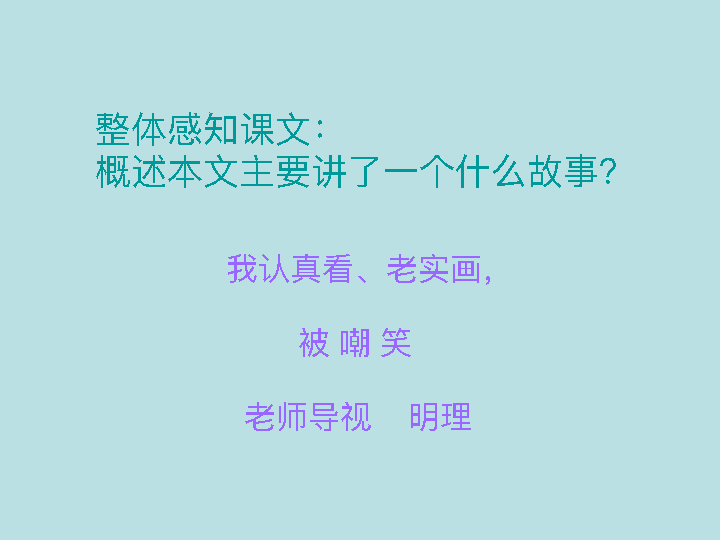 整体感知课文：
概述本文主要讲了一个什么故事？
我认真看、老实画，
被 嘲 笑
老师导视 明理